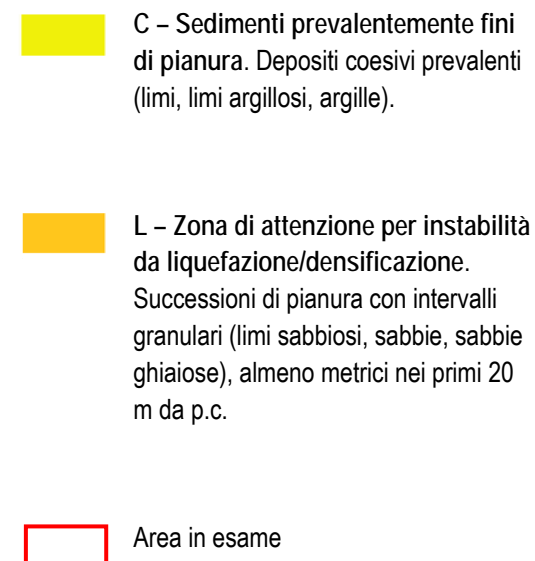 C – Sedimenti prevalentemente fini
di pianura. Depositi coesivi prevalenti
(limi, limi argillosi, argille).
L – Zona di attenzione per instabilità
da liquefazione/densificazione.
Successioni di pianura con intervalli
granulari (limi sabbiosi, sabbie, sabbie
ghiaiose), almeno metrici nei primi 20
m da p.c.
Area in esame